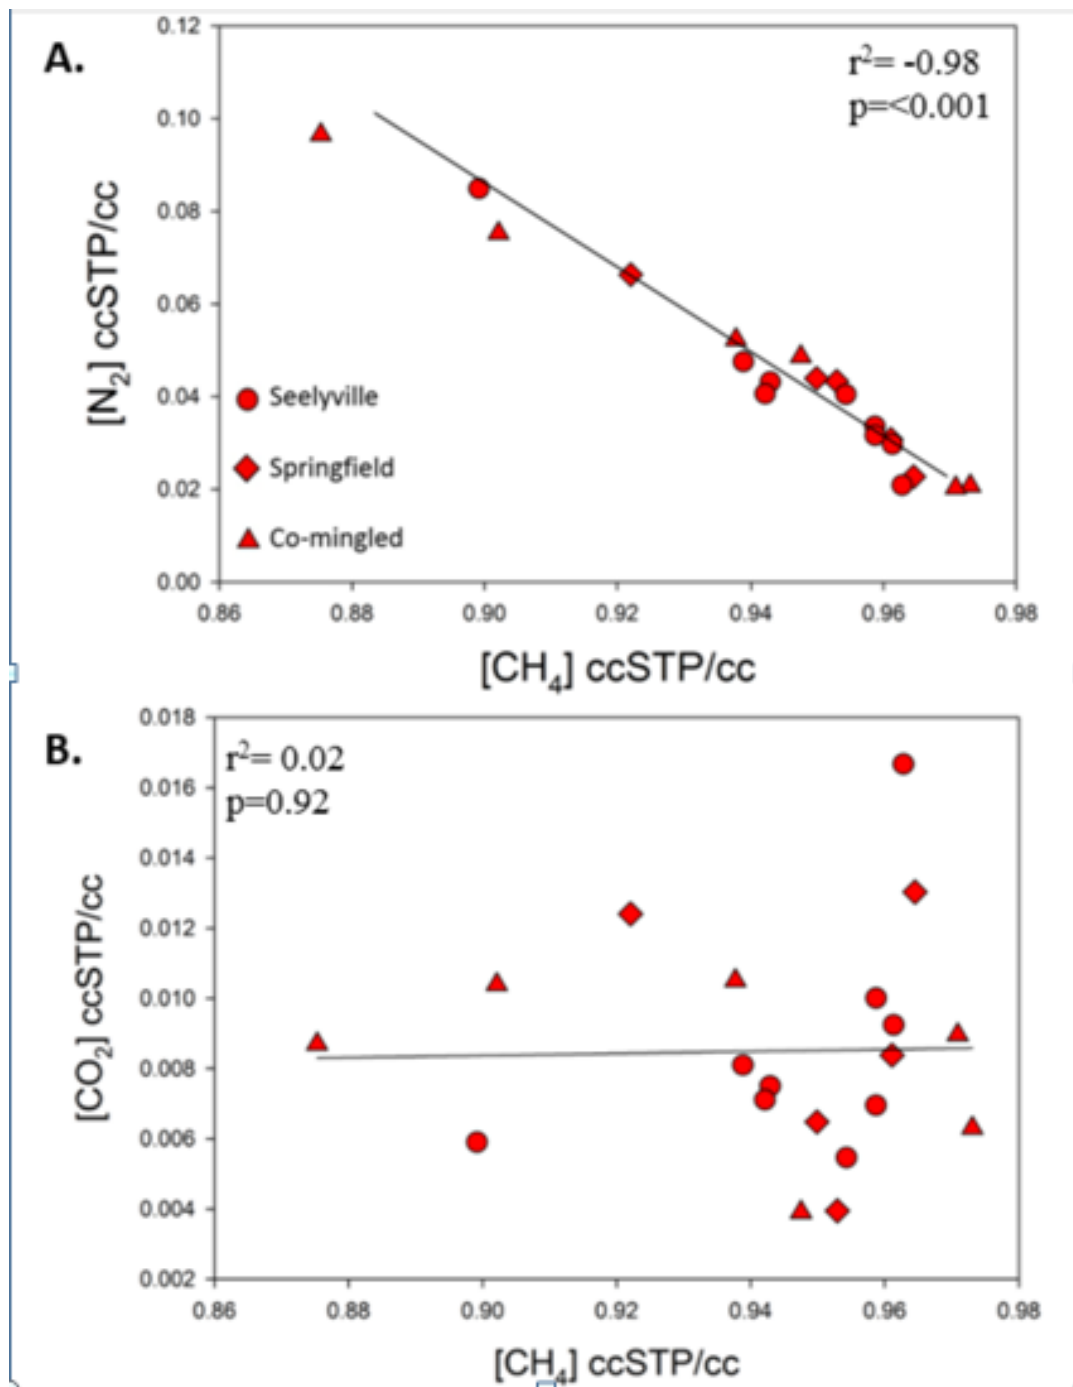 A.
r²= -0.98
p=<0.001
0.12
0.10
0.08
0.06
0.04
0.02
0.00
[N₂] ccSTP/cc
Seelyville
Springfield
Co-mingled
0.86 0.88 0.90 0.92 0.94 0.96 0.98
[CH₄] ccSTP/cc
B.
r²= 0.02
p=0.92
0.018
0.016
0.014
0.012
0.010
0.008
0.006
0.004
0.002
[CO₂] ccSTP/cc
0.86 0.88 0.90 0.92 0.94 0.96 0.98
[CH₄] ccSTP/cc